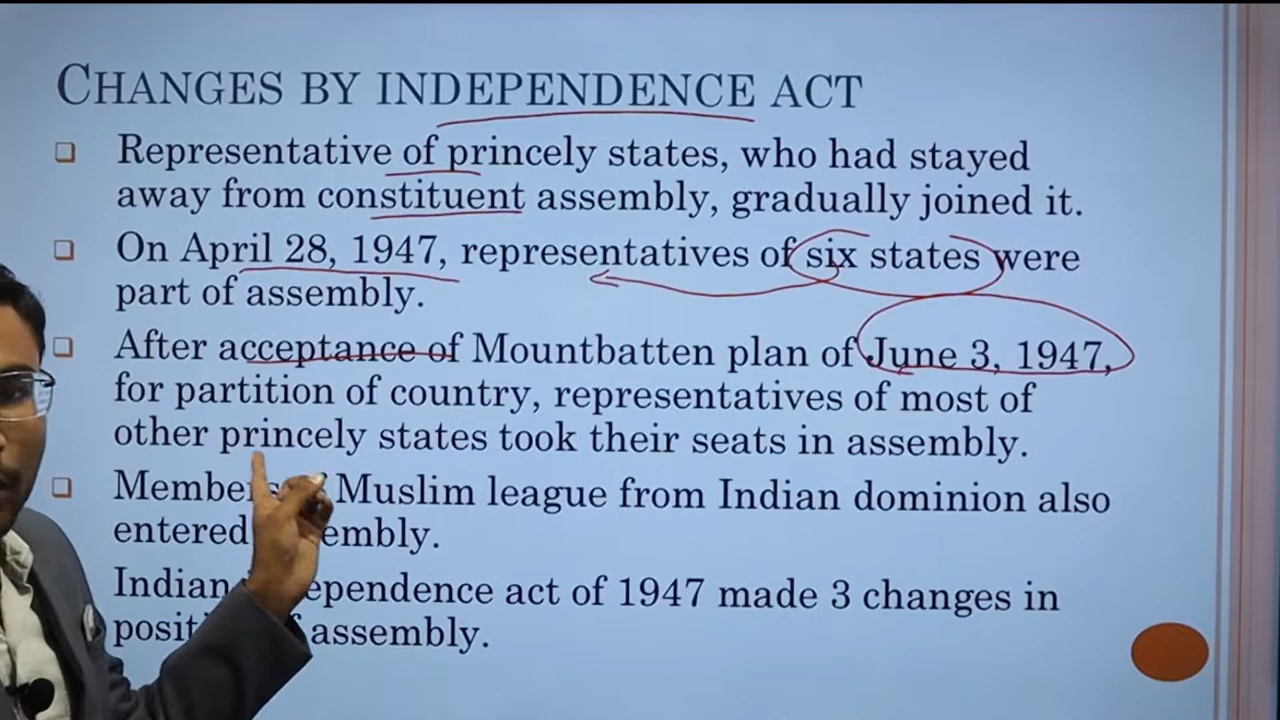 CHANGES BY INDEPENDENCE ACT
Representative of princely states, who had stayed
away from constituent assembly, gradually joined it.
On April 28, 1947, representatives of six states were
part of assembly.
After acceptance of Mountbatten plan of June 3, 1947,
for partition of country, representatives of most of
other princely states took their seats in assembly.
Muslim league from Indian dominion also
entered
Indian act of 1947 made 3 changes in
assembly.